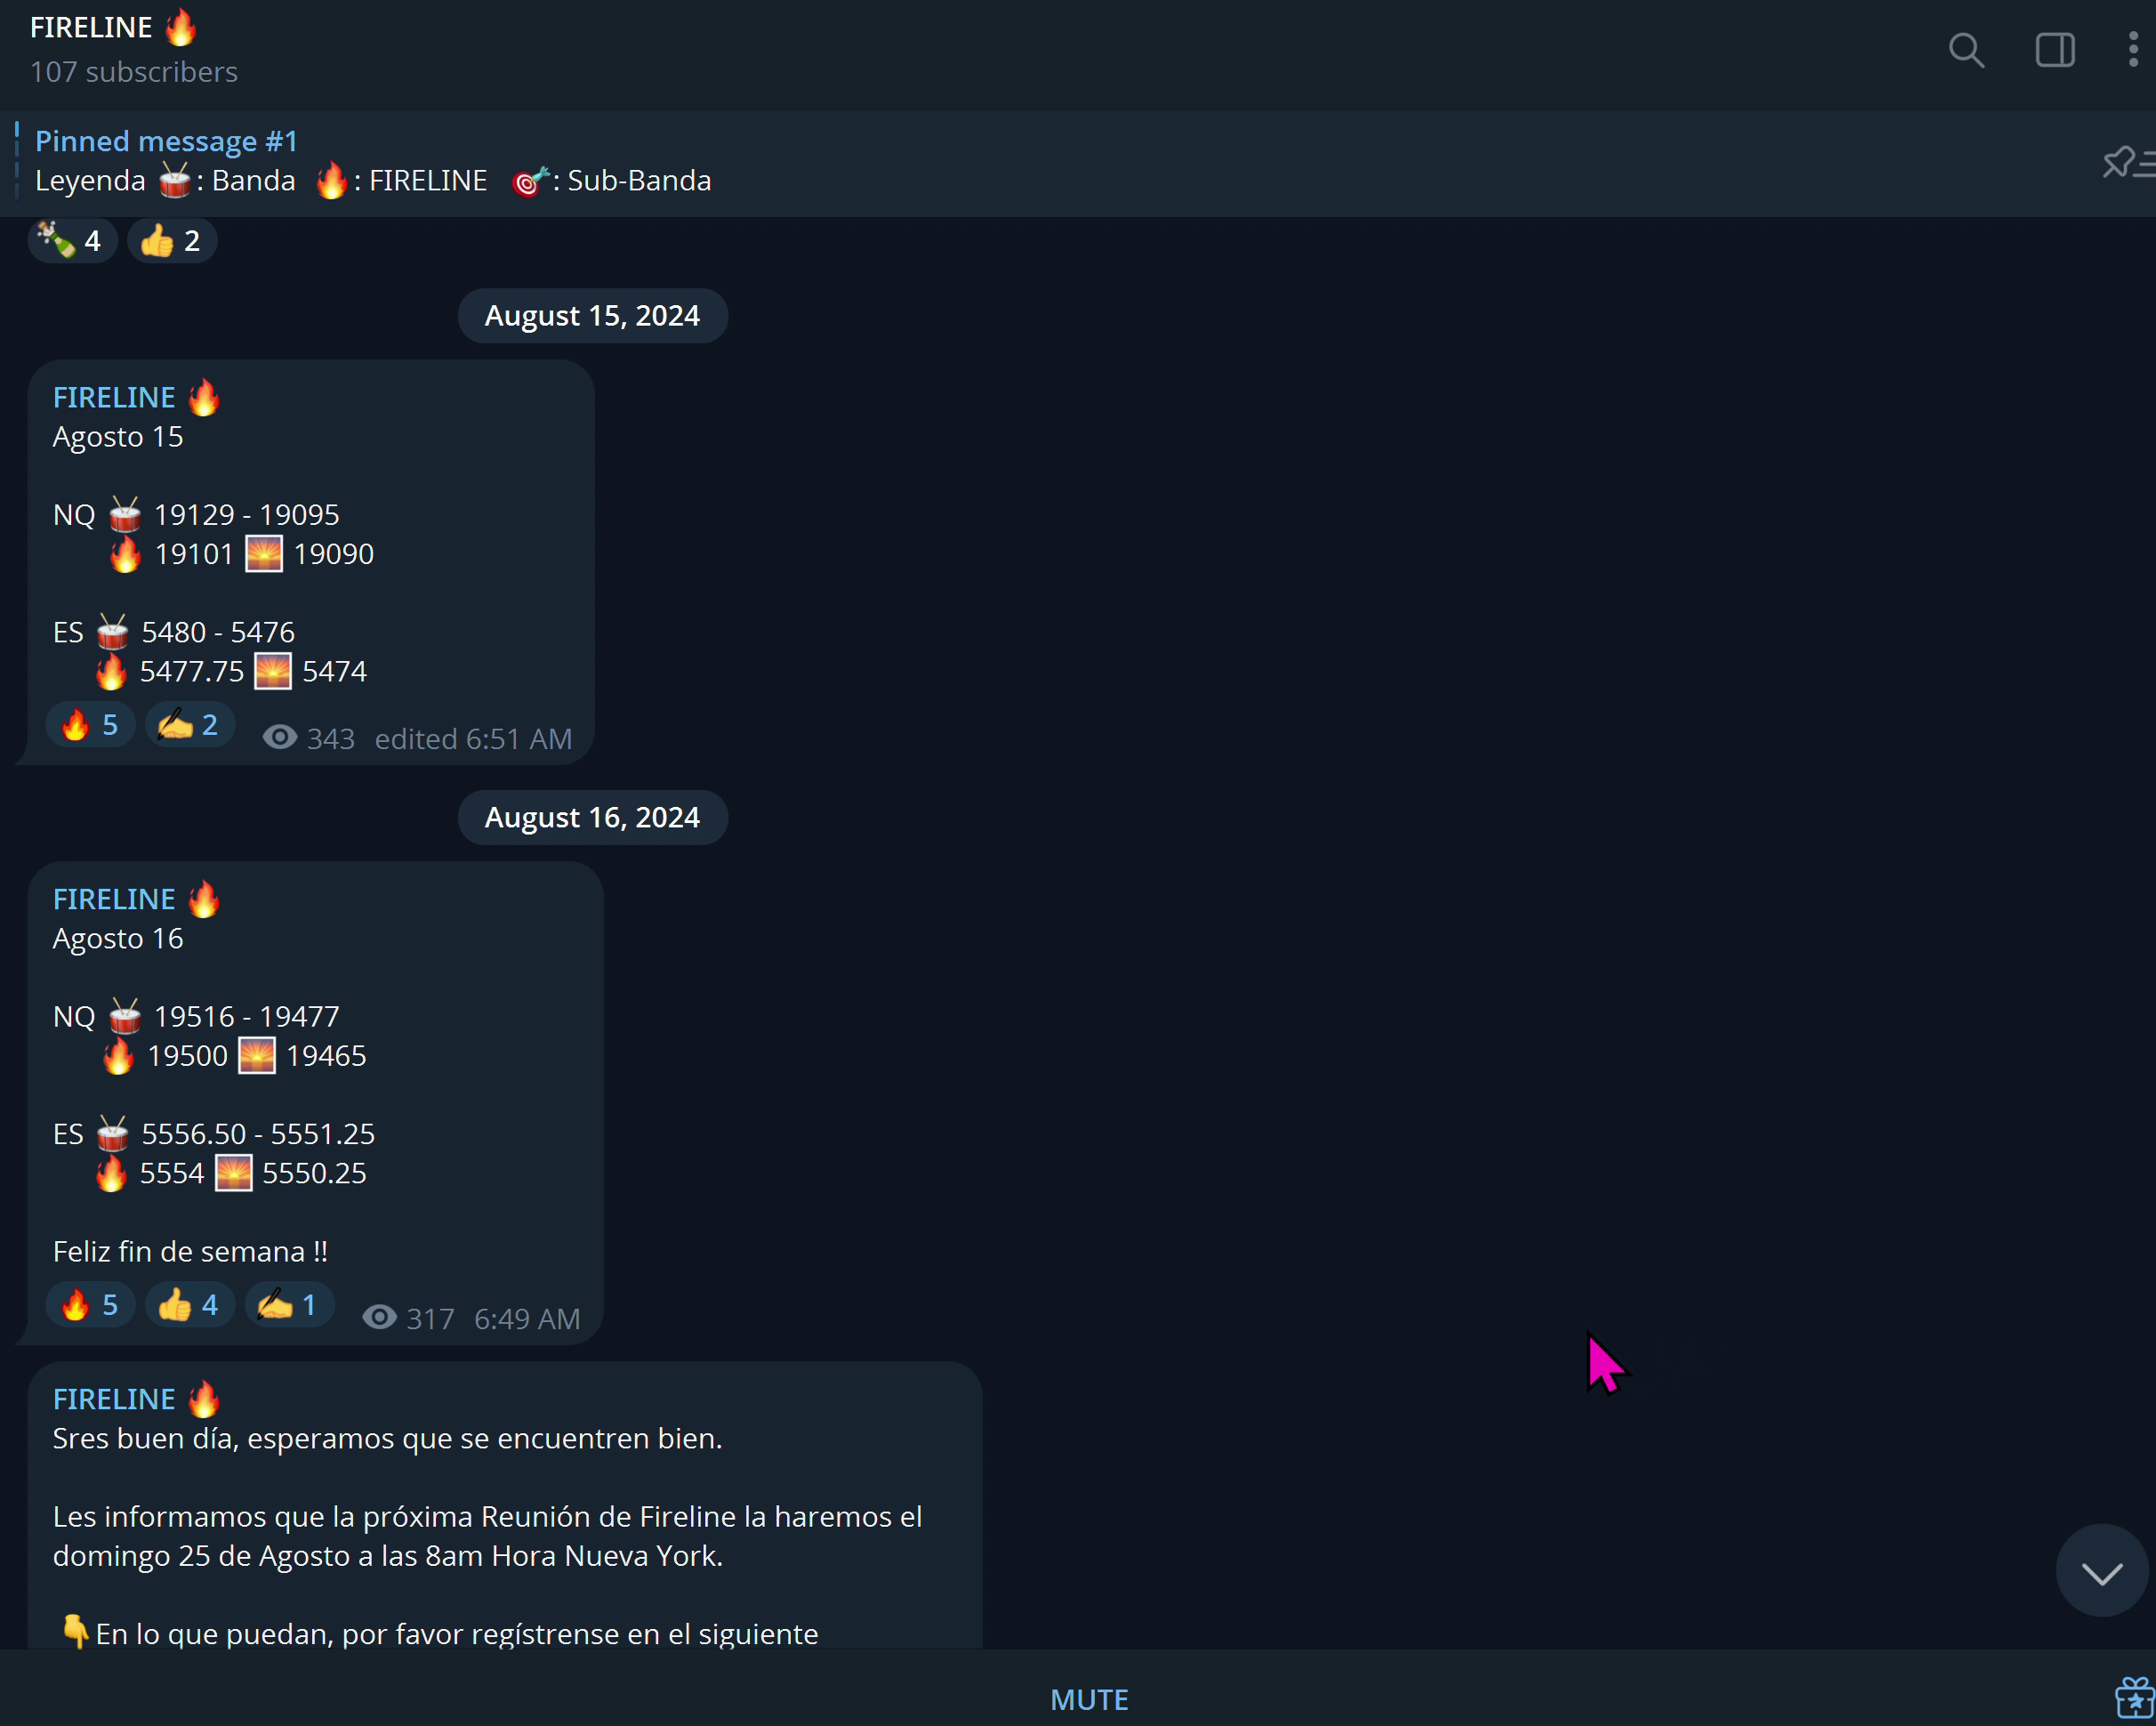 FIRELINE 🔥
107 subscribers
Pinned message #1
Leyenda 🥁: Banda 🔥: FIRELINE 🎯: Sub-Banda
🍾 4 👍 2
August 15, 2024
FIRELINE 🔥
Agosto 15
NQ 🥁 19129 - 19095
🔥 19101 🌅 19090
ES 🥁 5480 - 5476
🔥 5477.75 🌅 5474
🔥 5 ✍️ 2 343 edited 6:51 AM
August 16, 2024
FIRELINE 🔥
Agosto 16
NQ 🥁 19516 - 19477
🔥 19500 🌅 19465
ES 🥁 5556.50 - 5551.25
🔥 5554 🌅 5550.25
Feliz fin de semana !!
🔥 5 👍 4 ✍️ 1 317 6:49 AM
FIRELINE 🔥
Sres buen día, esperamos que se encuentren bien.
Les informamos que la próxima Reunión de Fireline la haremos el
domingo 25 de Agosto a las 8am Hora Nueva York.
👇En lo que puedan, por favor regístrense en el siguiente
MUTE